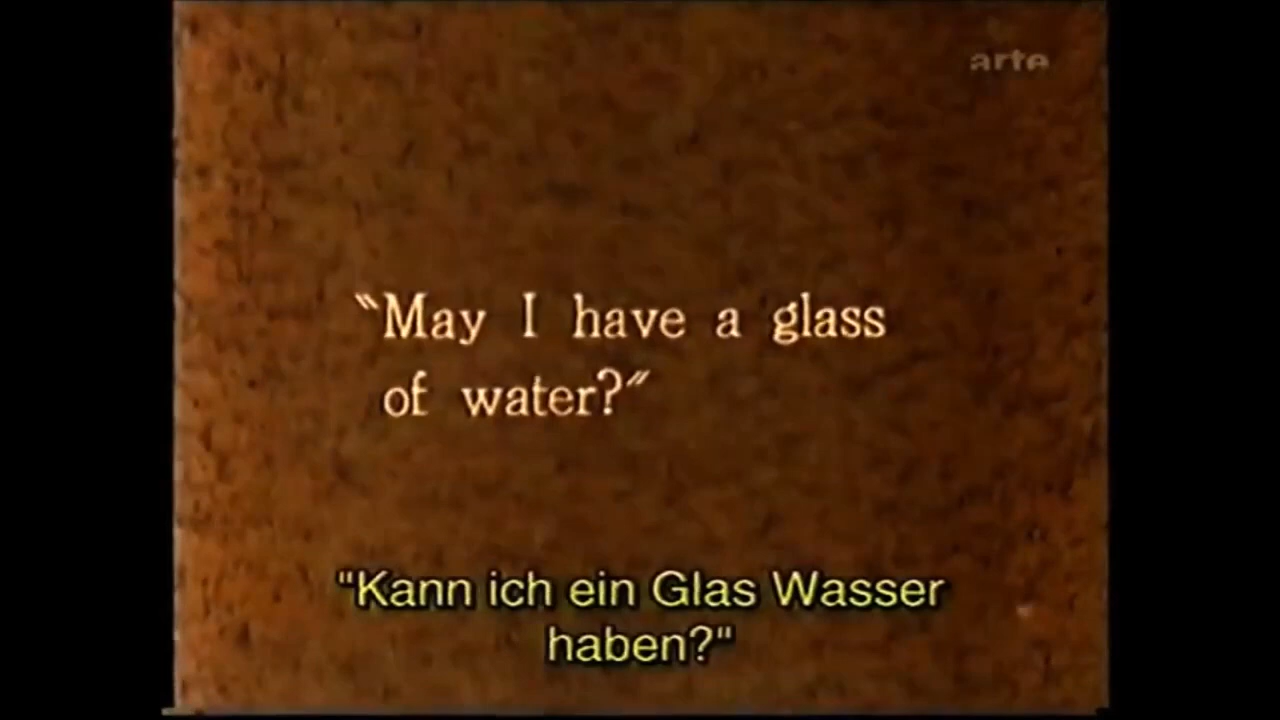 arte
"May I have a glass
of water?"
"Kann ich ein Glas Wasser
haben?"